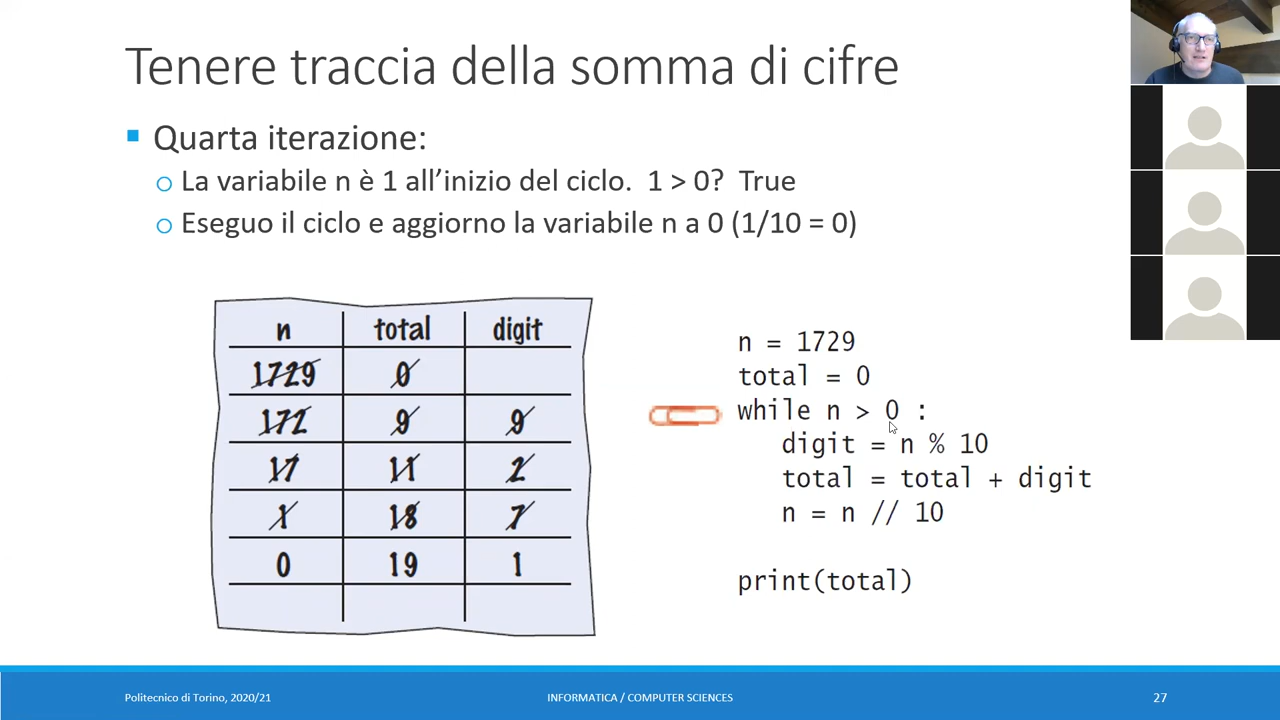 Tenere traccia della somma di cifre
Quarta iterazione:
La variabile n è 1 all'inizio del ciclo. 1 > 0? True
Eseguo il ciclo e aggiorno la variabile n a 0 (1/10 = 0)
n total digit
1729 0
172 9 9
17 11 2
1 18 7
0 19 1
n = 1729
total = 0
while n > 0 :
digit = n % 10
total = total + digit
n = n // 10
print(total)
Politecnico di Torino, 2020/21
INFORMATICA / COMPUTER SCIENCES
27